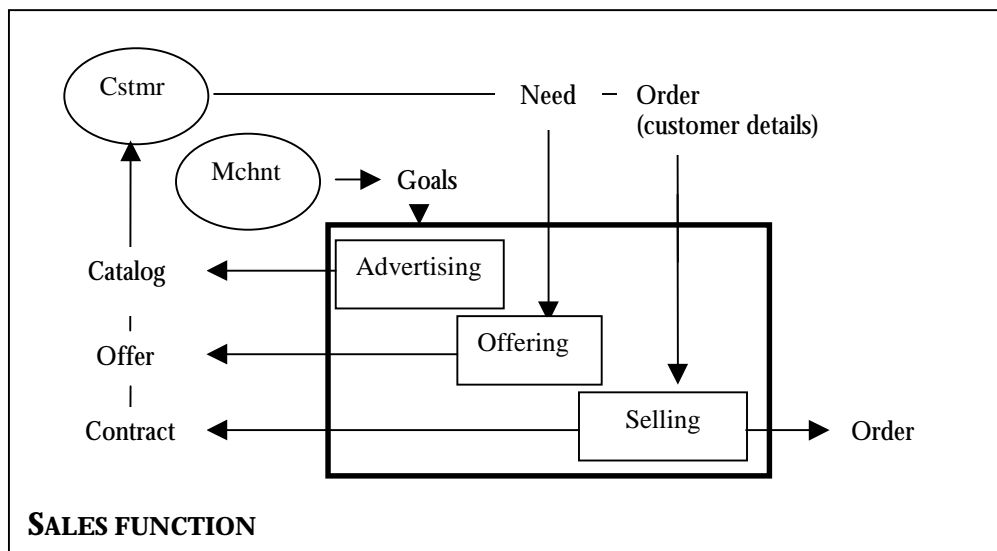 Cstmr
Need
Order
(customer details)
Mchnt
Goals
Catalog
Advertising
Offer
Offering
Contract
Selling
Order
SALES FUNCTION